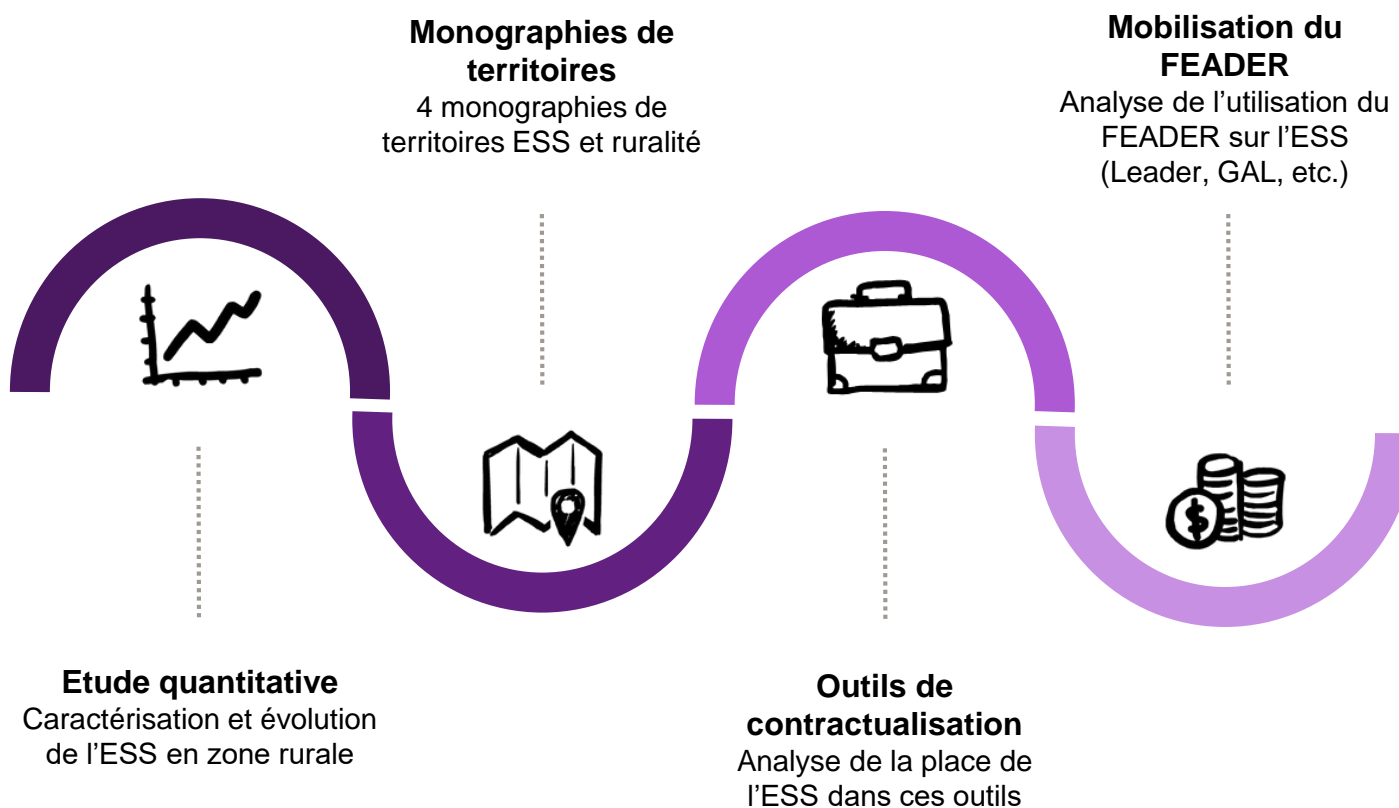 Monographies de
territoires
4 monographies de
territoires ESS et ruralité
Mobilisation du
FEADER
Analyse de l’utilisation du
FEADER sur l’ESS
(Leader, GAL, etc.)
$
Etude quantitative
Caractérisation et évolution
de l’ESS en zone rurale
Outils de
contractualisation
Analyse de la place de
l’ESS dans ces outils